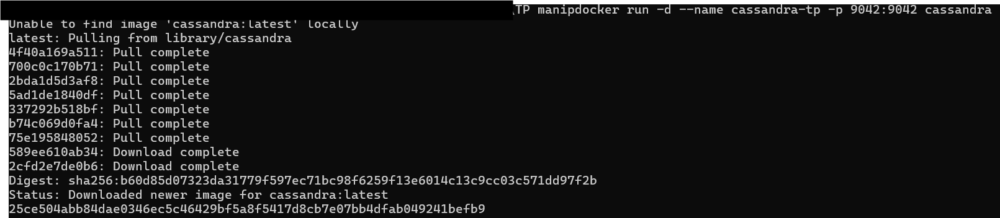 \TP manipdocker run -d --name cassandra-tp -p 9042:9042 cassandra
Unable to find image 'cassandra:latest' locally
latest: Pulling from library/cassandra
4f40a169a511: Pull complete
700c0c170b71: Pull complete
2bda1d5d3af8: Pull complete
5ad1de1840df: Pull complete
337292b518bf: Pull complete
b74c069d0fa4: Pull complete
75e195848052: Pull complete
589ee610ab34: Download complete
2cfd2e7de0b6: Download complete
Digest: sha256:b60d85d07323da31779f597ec71bc98f6259f13e6014c13c9cc03c571dd97f2b
Status: Downloaded newer image for cassandra:latest
25ce504abb84dae0346ec5c46429bf5a8f5417d8cb7e07bb4dfab049241befb9